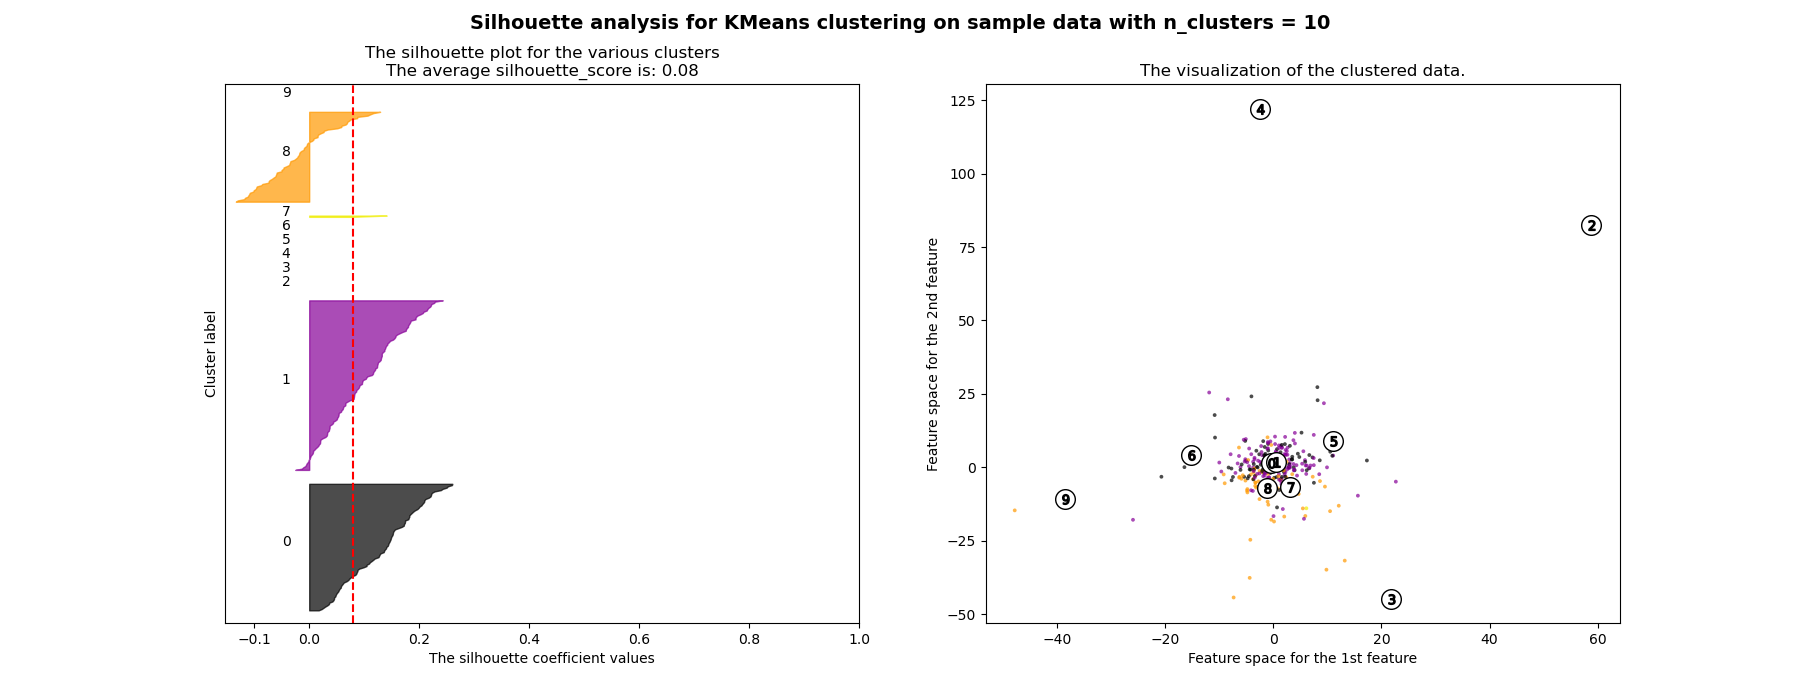 Silhouette analysis for KMeans clustering on sample data with n_clusters = 10
The silhouette plot for the various clusters
The average silhouette_score is: 0.08
9
8
7
6
5
4
3
2
1
0
Cluster label
−0.1 0.0 0.2 0.4 0.6 0.8 1.0
The silhouette coefficient values
The visualization of the clustered data.
125
100
75
50
25
0
−25
−50
Feature space for the 2nd feature
4
2
5
6
0 1
8 7
9
3
−40 −20 0 20 40 60
Feature space for the 1st feature